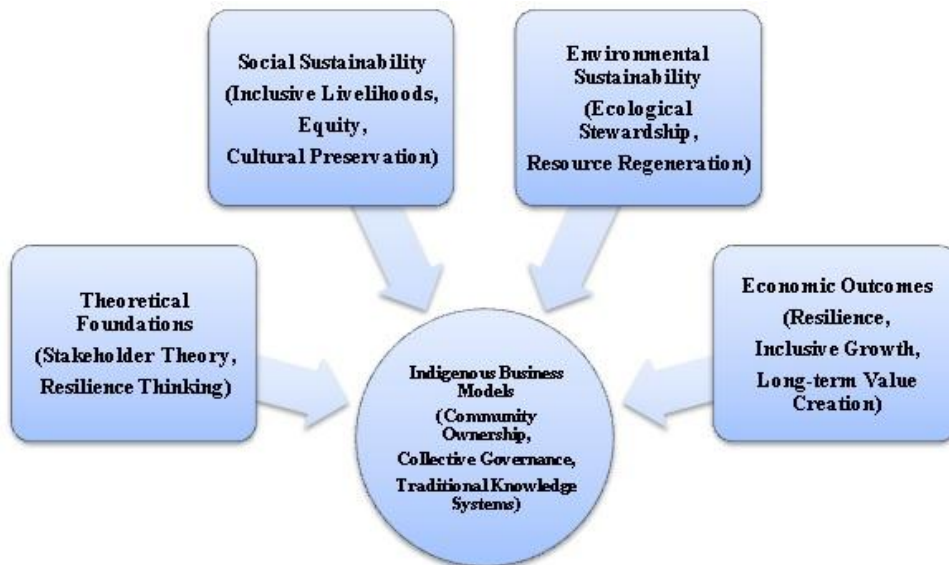 Social Sustainability
(Inclusive Livelihoods,
Equity,
Cultural Preservation)
Environmental
Sustainability
(Ecological
Stewardship,
Resource Regeneration)
Theoretical
Foundations
(Stakeholder Theory,
Resilience Thinking)
Economic Outcomes
(Resilience,
Inclusive Growth,
Long-term Value
Creation)
Indigenous Business
Models
(Community
Ownership,
Collective Governance,
Traditional Knowledge
Systems)